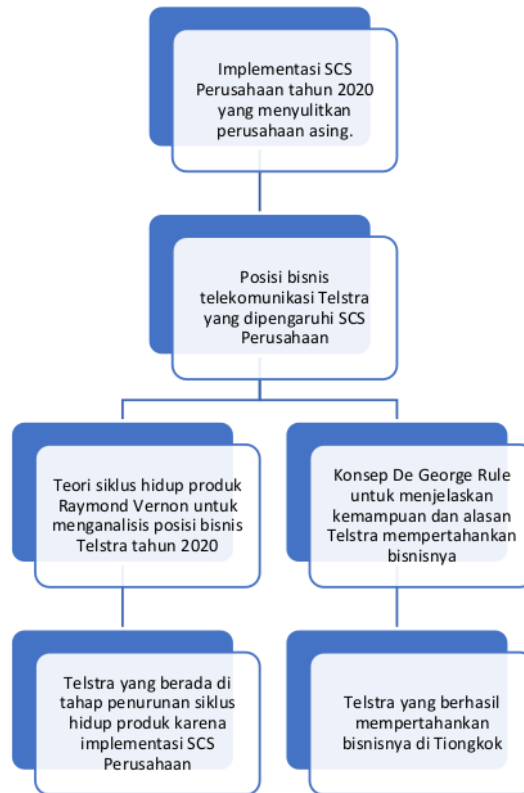 Implementasi SCS
Perusahaan tahun 2020
yang menyulitkan
perusahaan asing.
Posisi bisnis
telekomunikasi Telstra
yang dipengaruhi SCS
Perusahaan
Teori siklus hidup produk
Raymond Vernon untuk
menganalisis posisi bisnis
Telstra tahun 2020
Konsep De George Rule
untuk menjelaskan
kemampuan dan alasan
Telstra mempertahankan
bisnisnya
Telstra yang berada di
tahap penurunan siklus
hidup produk karena
implementasi SCS
Perusahaan
Telstra yang berhasil
mempertahankan
bisnisnya di Tiongkok